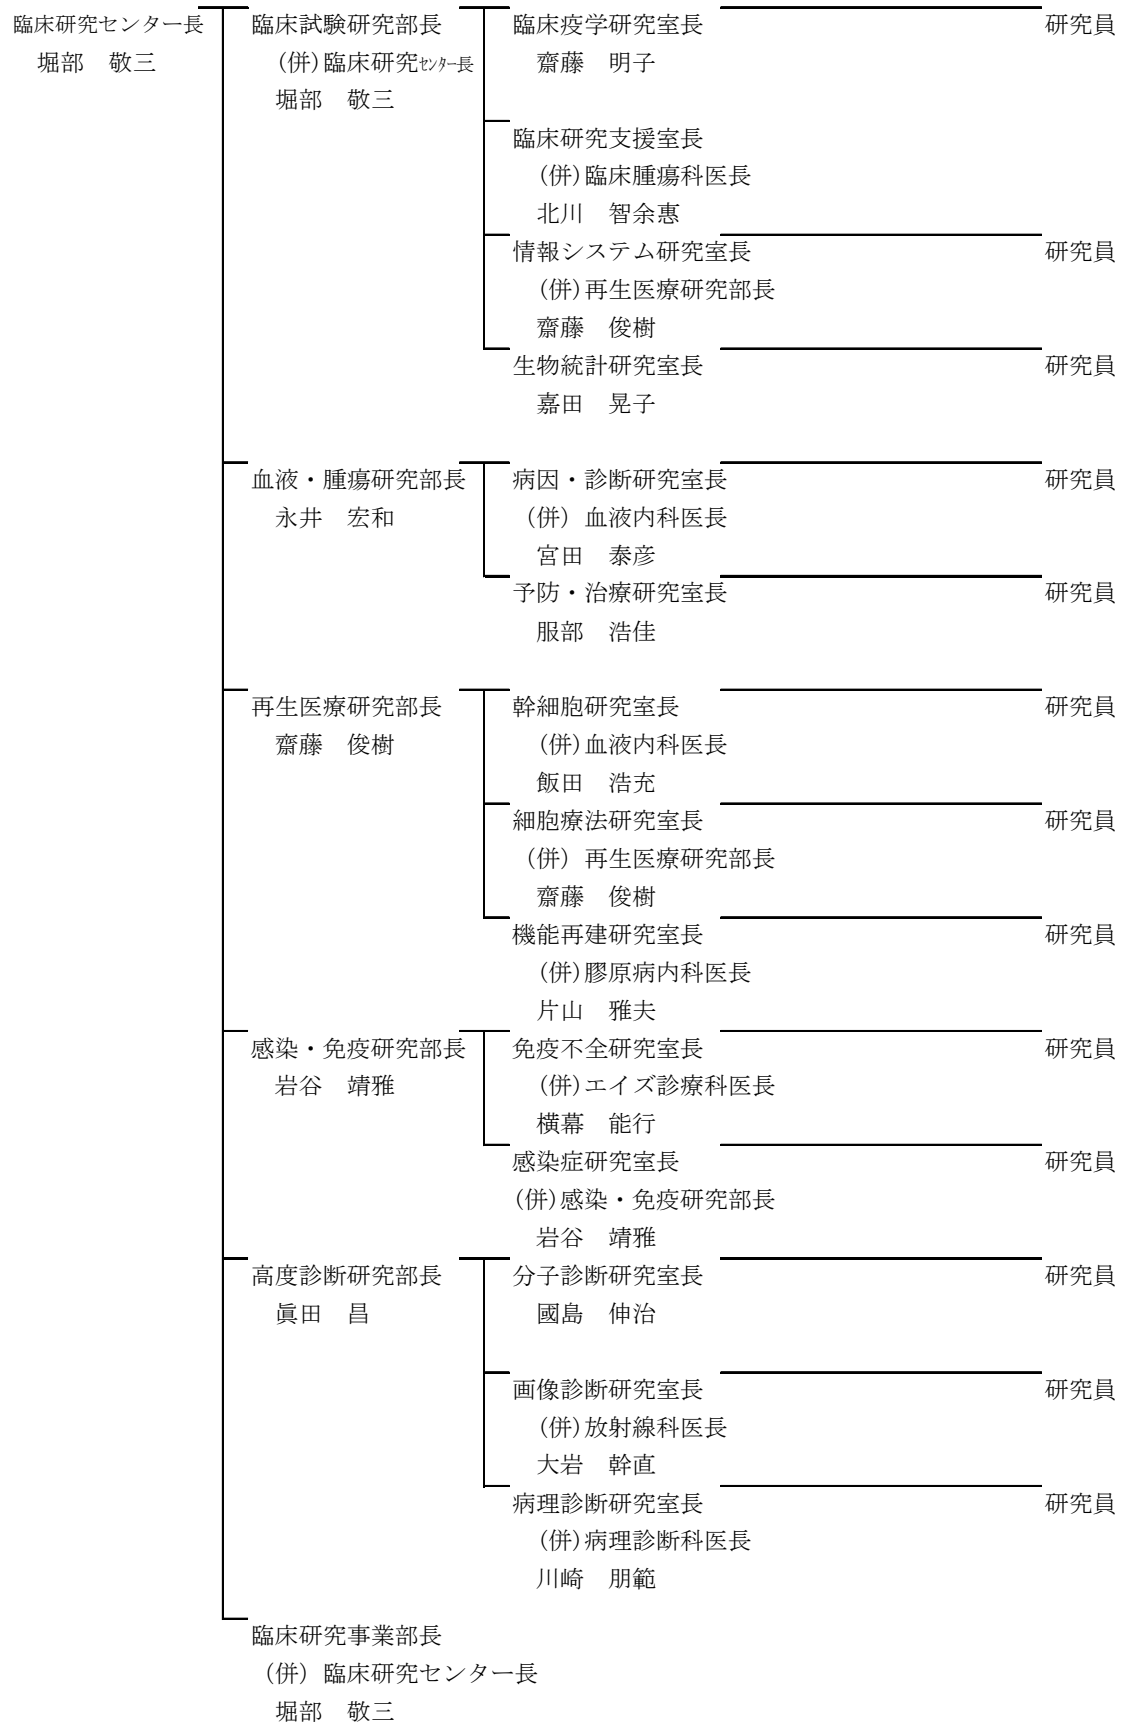 臨床研究センター長　臨床試験研究部長　臨床疫学研究室長　研究員
堀部　敬三　(併)臨床研究センター長　齋藤　明子
堀部　敬三
臨床研究支援室長
(併)臨床腫瘍科医長
北川　智余惠
情報システム研究室長　研究員
(併)再生医療研究部長
齋藤　俊樹
生物統計研究室長　研究員
嘉田　晃子
血液・腫瘍研究部長　病因・診断研究室長　研究員
永井　宏和　（併）血液内科医長
宮田　泰彦
予防・治療研究室長　研究員
服部　浩佳
再生医療研究部長　幹細胞研究室長　研究員
齋藤　俊樹　(併)血液内科医長
飯田　浩充
細胞療法研究室長　研究員
（併）再生医療研究部長
齋藤　俊樹
機能再建研究室長　研究員
(併)膠原病内科医長
片山　雅夫
感染・免疫研究部長　免疫不全研究室長　研究員
岩谷　靖雅　(併)エイズ診療科医長
横幕　能行
感染症研究室長　研究員
(併)感染・免疫研究部長
岩谷　靖雅
高度診断研究部長　分子診断研究室長　研究員
眞田　昌　國島　伸治
画像診断研究室長　研究員
(併)放射線科医長
大岩　幹直
病理診断研究室長　研究員
(併)病理診断科医長
川崎　朋範
臨床研究事業部長
（併）臨床研究センター長
堀部　敬三